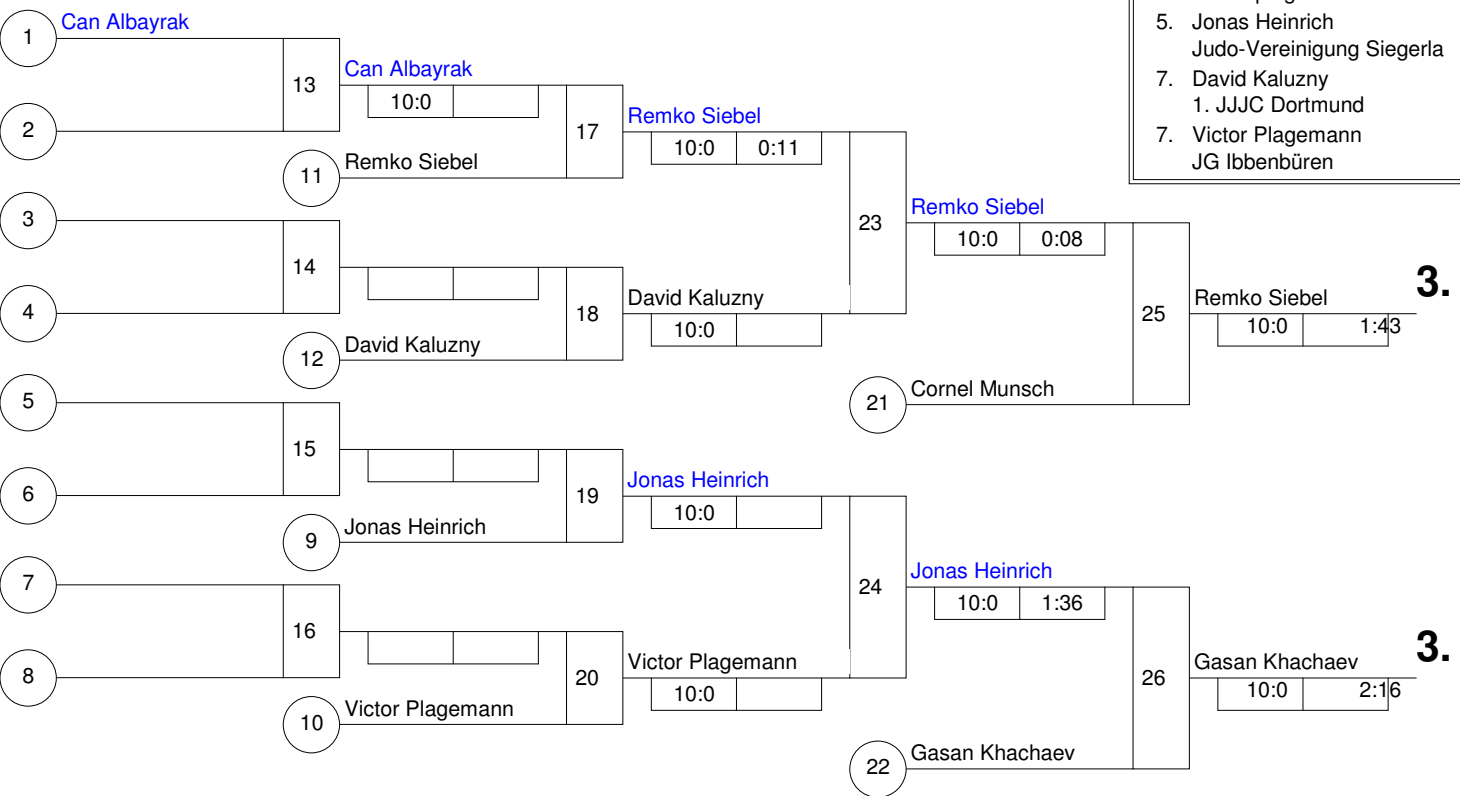 1 Can Albayrak
13
Can Albayrak
10:0
2
17
Remko Siebel
10:0 0:11
11 Remko Siebel
3
23
Remko Siebel
10:0 0:08
14
4
18
David Kaluzny
10:0
12 David Kaluzny
25
Remko Siebel
10:0 1:43
3.
21 Cornel Munsch
5
15
6
19
Jonas Heinrich
10:0
9 Jonas Heinrich
7
24
Jonas Heinrich
10:0 1:36
16
8
20
Victor Plagemann
10:0
10 Victor Plagemann
26
Gasan Khachaev
10:0 2:16
3.
22 Gasan Khachaev
5. Jonas Heinrich
Judo-Vereinigung Siegerla
7. David Kaluzny
1. JJJC Dortmund
7. Victor Plagemann
JG Ibbenbüren